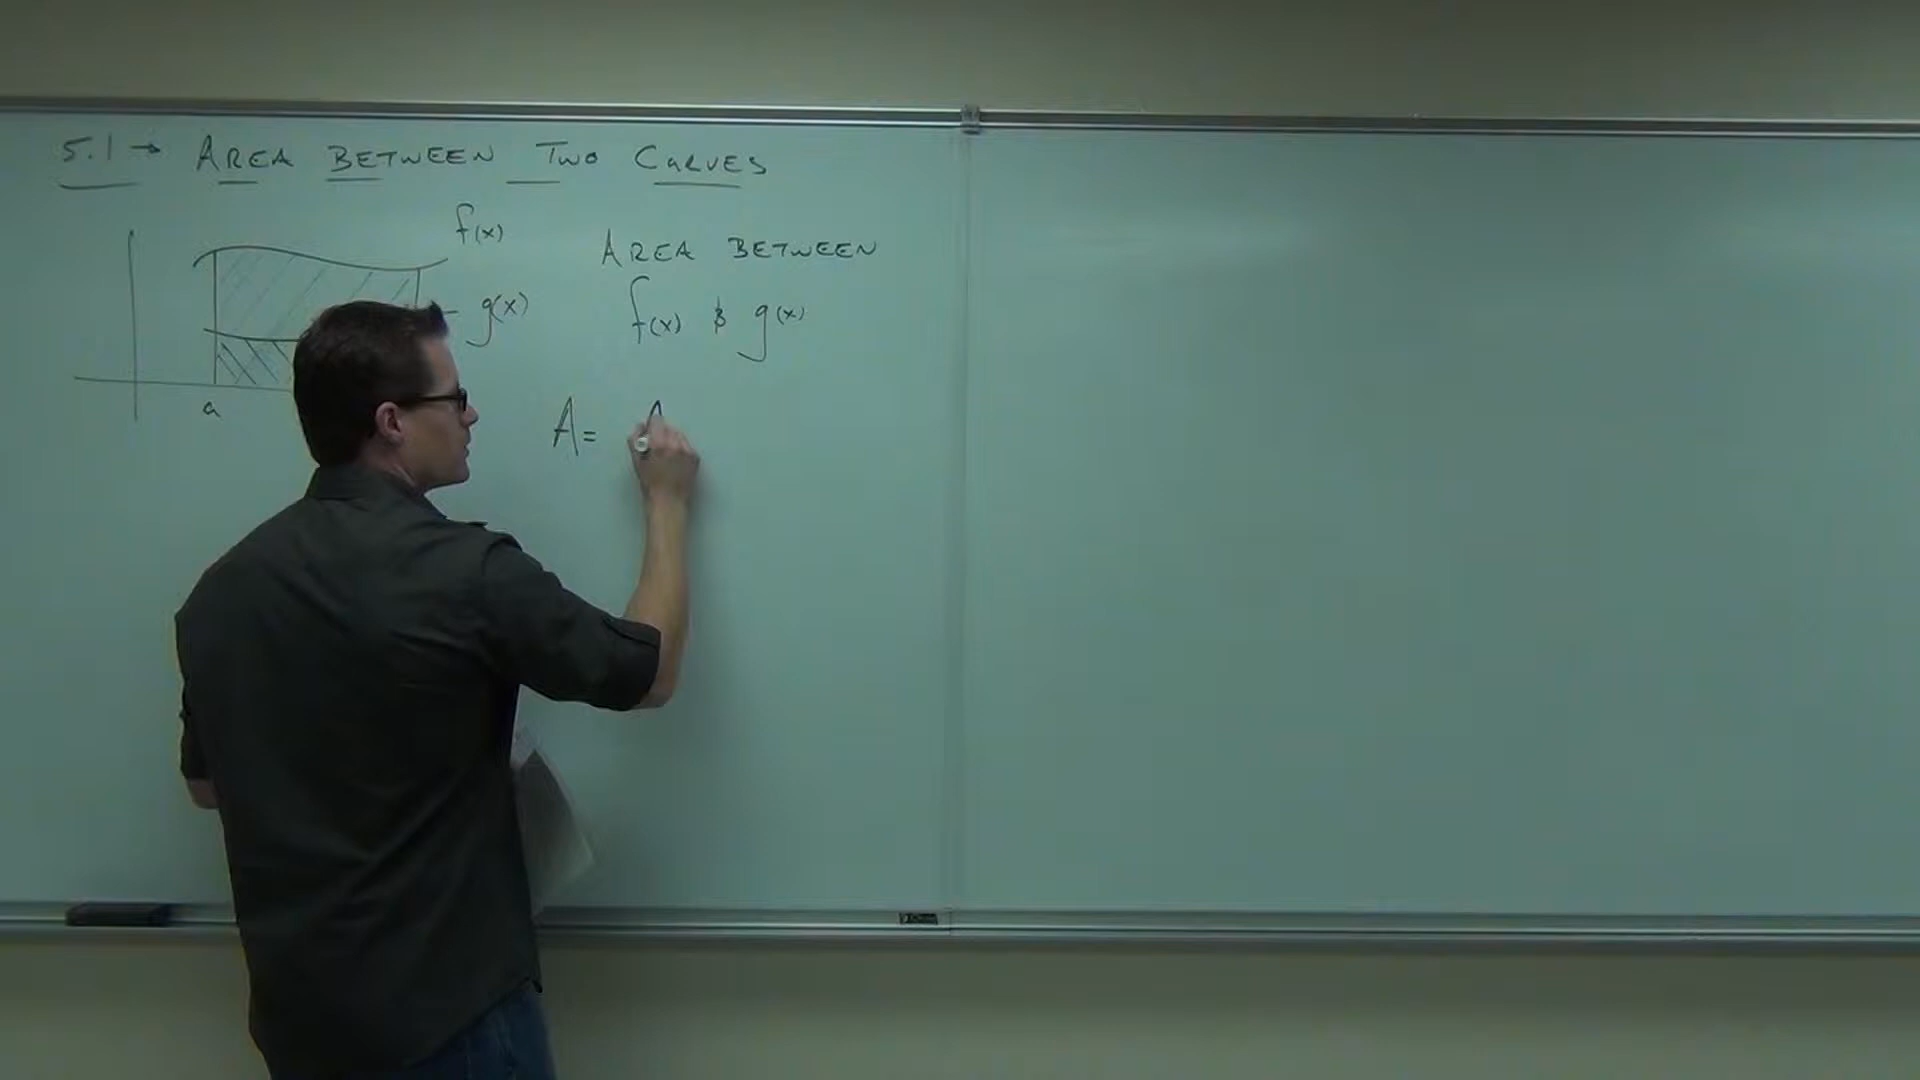 5.1 → AREA BETWEEN TWO CURVES
f(x)
g(x)
a
AREA BETWEEN
f(x) & g(x)
A = A